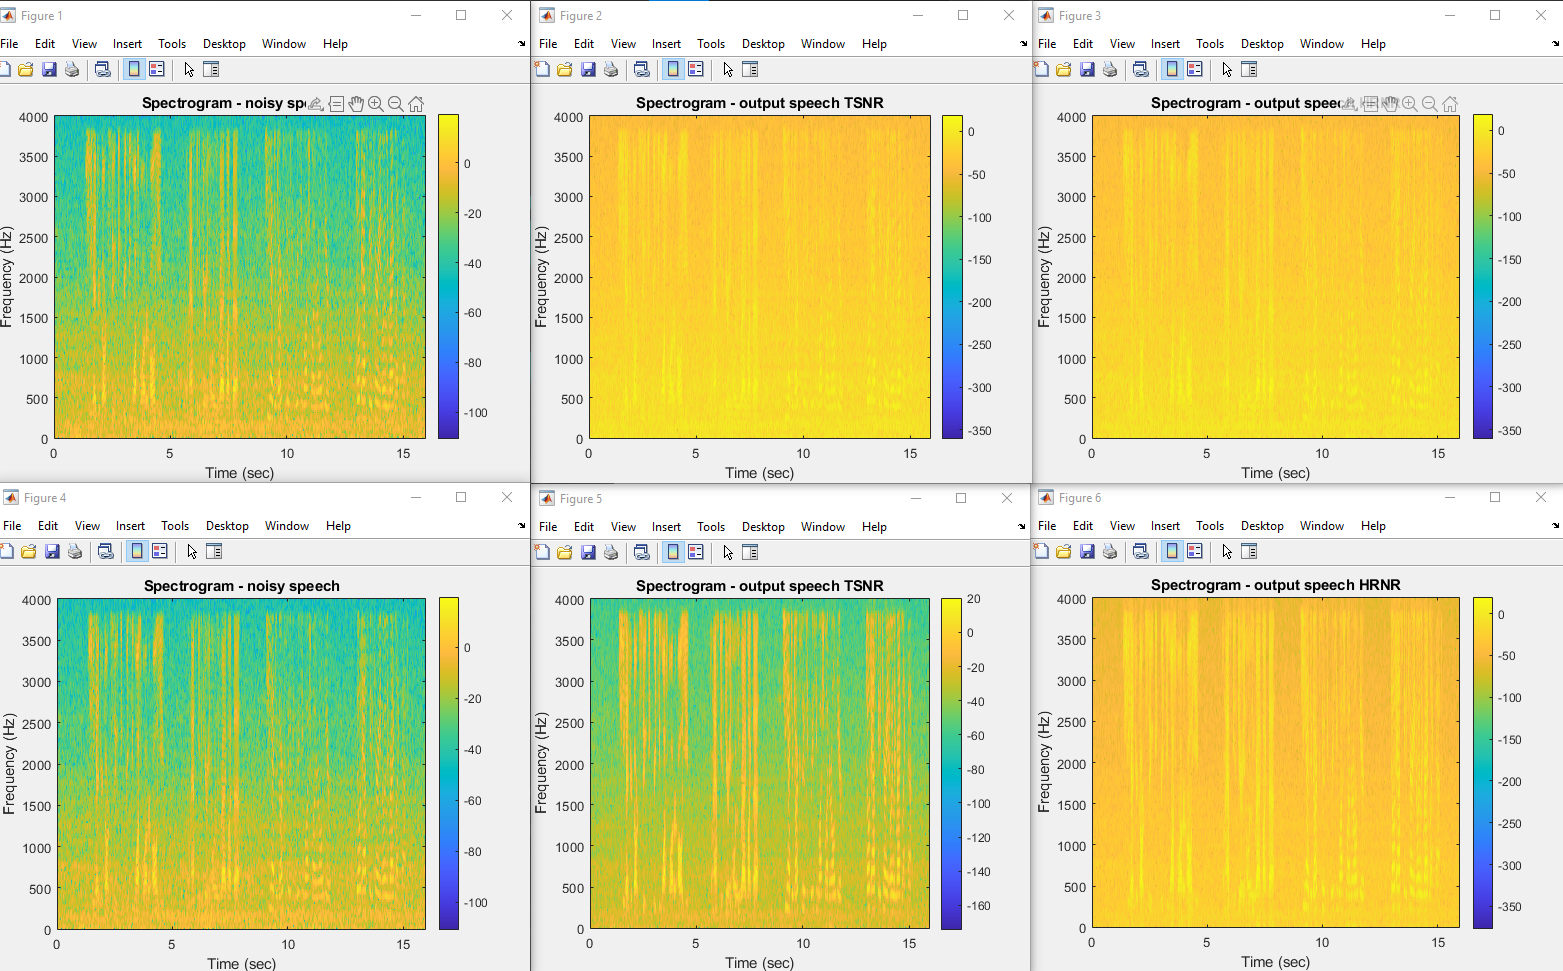 Figure 1
File Edit View Insert Tools Desktop Window Help
Spectrogram - noisy
4000
3500
3000
2500
2000
1500
1000
500
0
Frequency (Hz)
0 5 10 15
Time (sec)
0
-20
-40
-60
-80
-100
Figure 2
File Edit View Insert Tools Desktop Window Help
Spectrogram - output speech TSNR
4000
3500
3000
2500
2000
1500
1000
500
0
Frequency (Hz)
0 5 10 15
Time (sec)
0
-50
-100
-150
-200
-250
-300
-350
Figure 3
File Edit View Insert Tools Desktop Window Help
Spectrogram - output
4000
3500
3000
2500
2000
1500
1000
500
0
Frequency (Hz)
0 5 10 15
Time (sec)
0
-50
-100
-150
-200
-250
-300
-350
Figure 4
File Edit View Insert Tools Desktop Window Help
Spectrogram - noisy speech
4000
3500
3000
2500
2000
1500
1000
500
0
Frequency (Hz)
0 5 10 15
Time (sec)
0
-20
-40
-60
-80
-100
Figure 5
File Edit View Insert Tools Desktop Window Help
Spectrogram - output speech TSNR
4000
3500
3000
2500
2000
1500
1000
500
0
Frequency (Hz)
0 5 10 15
Time (sec)
20
0
-20
-40
-60
-80
-100
-120
-140
-160
Figure 6
File Edit View Insert Tools Desktop Window Help
Spectrogram - output speech HRNR
4000
3500
3000
2500
2000
1500
1000
500
0
Frequency (Hz)
0 5 10 15
Time (sec)
0
-50
-100
-150
-200
-250
-300
-350